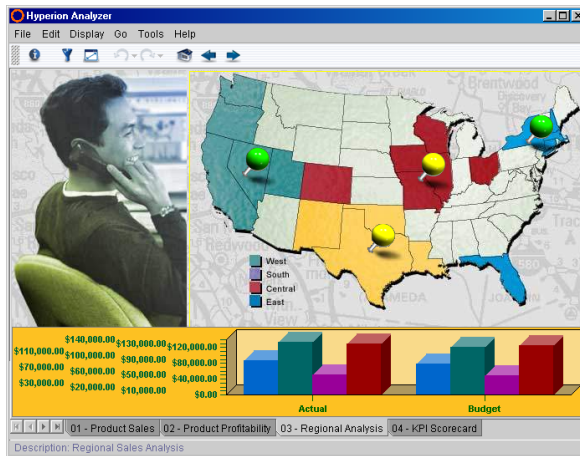 Hyperion Analyzer
File Edit Display Go Tools Help
Brentwood
Discovery
Bay
West
South
Central
East
$140,000.00
$130,000.00
$120,000.00
$110,000.00
$100,000.00
$90,000.00
$80,000.00
$70,000.00
$60,000.00
$50,000.00
$40,000.00
$30,000.00
$20,000.00
$10,000.00
$0.00
Actual
Budget
01 - Product Sales
02 - Product Profitability
03 - Regional Analysis
04 - KPI Scorecard
Description: Regional Sales Analysis